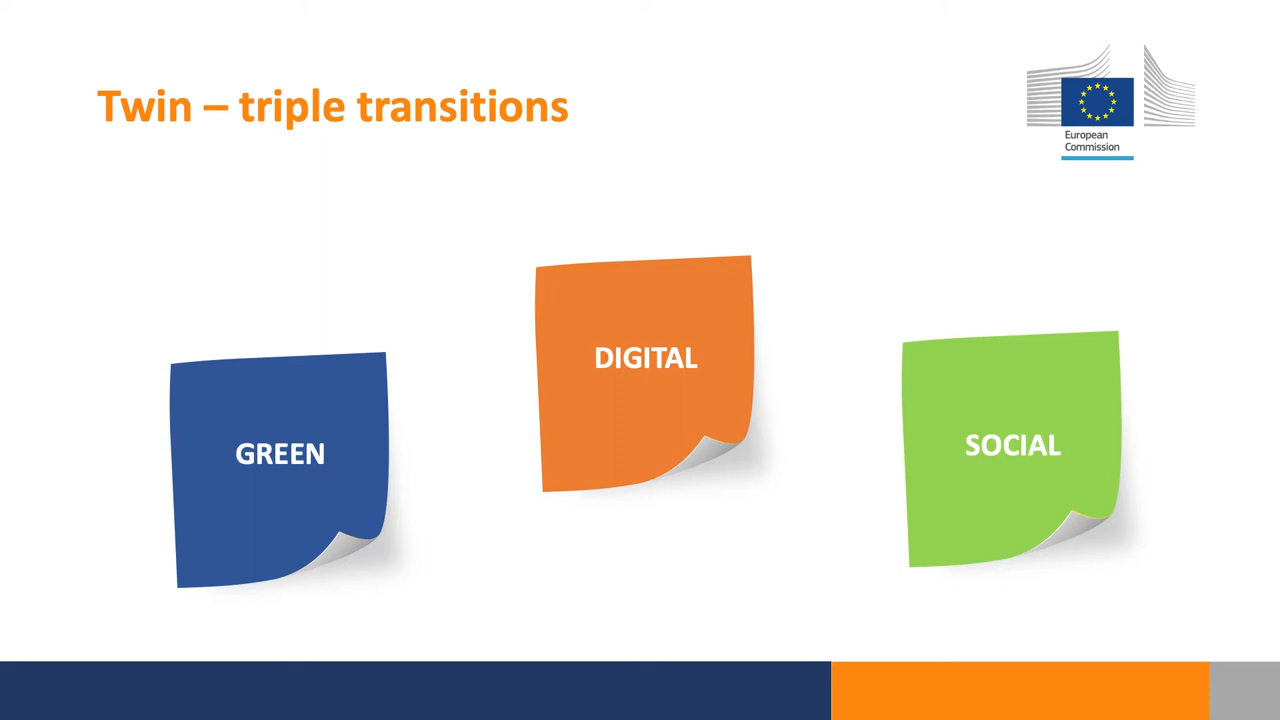 Twin – triple transitions
European
Commission
DIGITAL
GREEN
SOCIAL